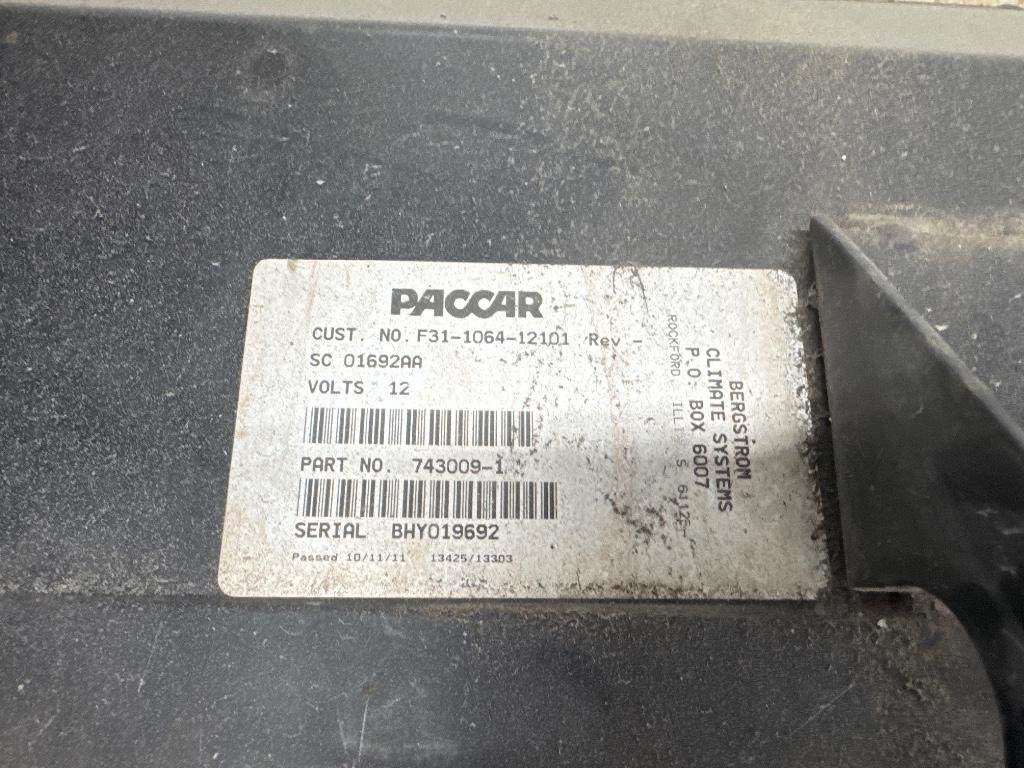 PACCAR
CUST. NO. F31-1064-12101 Rev -
SC 01692AA
VOLTS 12
PART NO. 743009-1
SERIAL BHY019692
Passed 10/11/11 13425/13303
BERGSTROM
CLIMATE SYSTEMS
P.O. BOX 6007
ROCKFORD